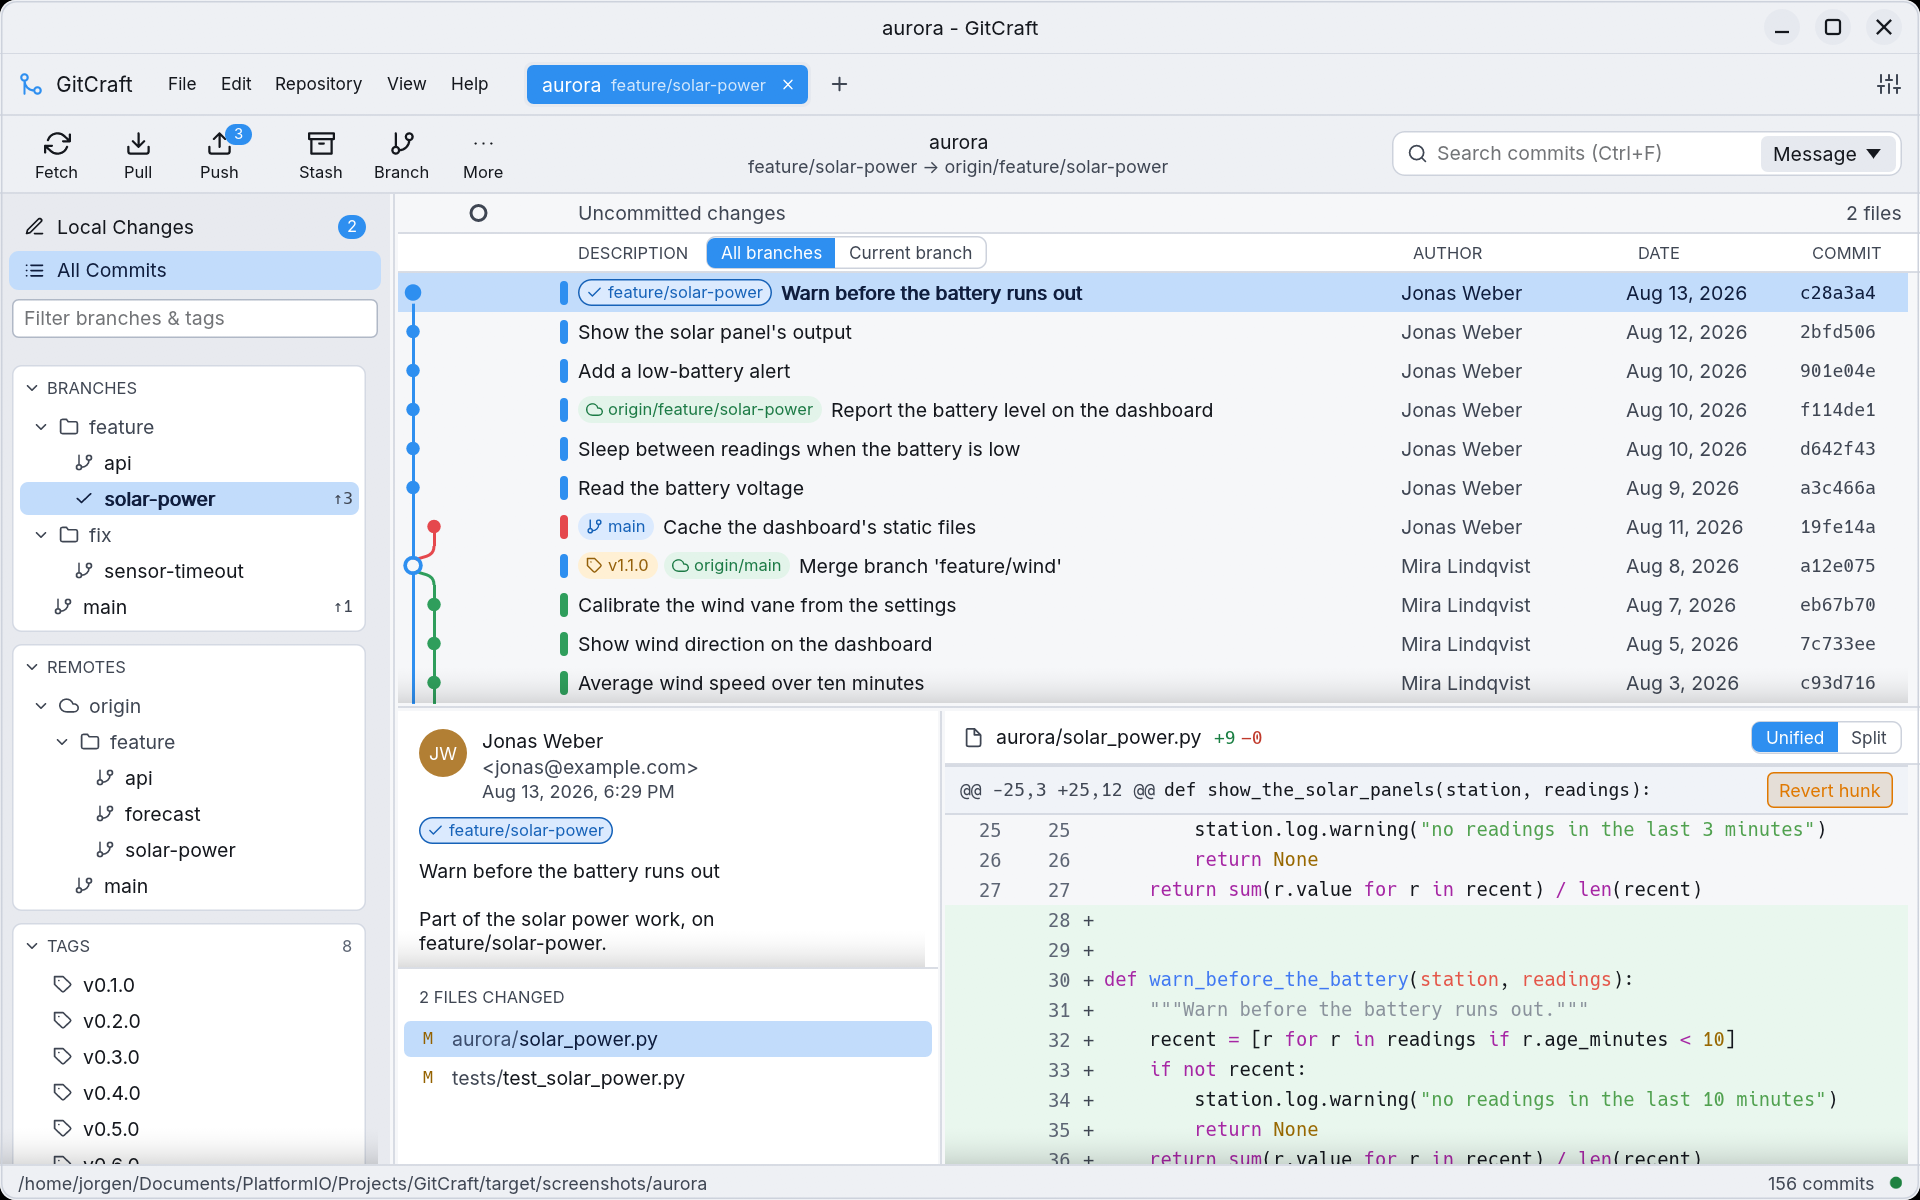 aurora - GitCraft
GitCraft File Edit Repository View Help aurora feature/solar-power × +
Fetch Pull Push 3 Stash Branch More
aurora
feature/solar-power → origin/feature/solar-power
Search commits (Ctrl+F) Message ▼
Local Changes 2
All Commits
Filter branches & tags
BRANCHES
feature
api
solar-power ↑3
fix
sensor-timeout
main ↑1
REMOTES
origin
feature
api
forecast
solar-power
main
TAGS 8
v0.1.0
v0.2.0
v0.3.0
v0.4.0
v0.5.0
v0.6.0
Uncommitted changes 2 files
DESCRIPTION All branches Current branch AUTHOR DATE COMMIT
feature/solar-power Warn before the battery runs out Jonas Weber Aug 13, 2026 c28a3a4
Show the solar panel's output Jonas Weber Aug 12, 2026 2bfd506
Add a low-battery alert Jonas Weber Aug 10, 2026 901e04e
origin/feature/solar-power Report the battery level on the dashboard Jonas Weber Aug 10, 2026 f114de1
Sleep between readings when the battery is low Jonas Weber Aug 10, 2026 d642f43
Read the battery voltage Jonas Weber Aug 9, 2026 a3c466a
main Cache the dashboard's static files Jonas Weber Aug 11, 2026 19fe14a
v1.1.0 origin/main Merge branch 'feature/wind' Mira Lindqvist Aug 8, 2026 a12e075
Calibrate the wind vane from the settings Mira Lindqvist Aug 7, 2026 eb67b70
Show wind direction on the dashboard Mira Lindqvist Aug 5, 2026 7c733ee
Average wind speed over ten minutes Mira Lindqvist Aug 3, 2026 c93d716
JW
Jonas Weber
<jonas@example.com>
Aug 13, 2026, 6:29 PM
feature/solar-power
Warn before the battery runs out
Part of the solar power work, on
feature/solar-power.
2 FILES CHANGED
M aurora/solar_power.py
M tests/test_solar_power.py
aurora/solar_power.py +9 −0 Unified Split
@@ -25,3 +25,12 @@ def show_the_solar_panels(station, readings): Revert hunk
25 25 station.log.warning("no readings in the last 3 minutes")
26 26 return None
27 27 return sum(r.value for r in recent) / len(recent)
28 +
29 +
30 + def warn_before_the_battery(station, readings):
31 + """Warn before the battery runs out."""
32 + recent = [r for r in readings if r.age_minutes < 10]
33 + if not recent:
34 + station.log.warning("no readings in the last 10 minutes")
35 + return None
36 + return sum(r.value for r in recent) / len(recent)
/home/jorgen/Documents/PlatformIO/Projects/GitCraft/target/screenshots/aurora 156 commits